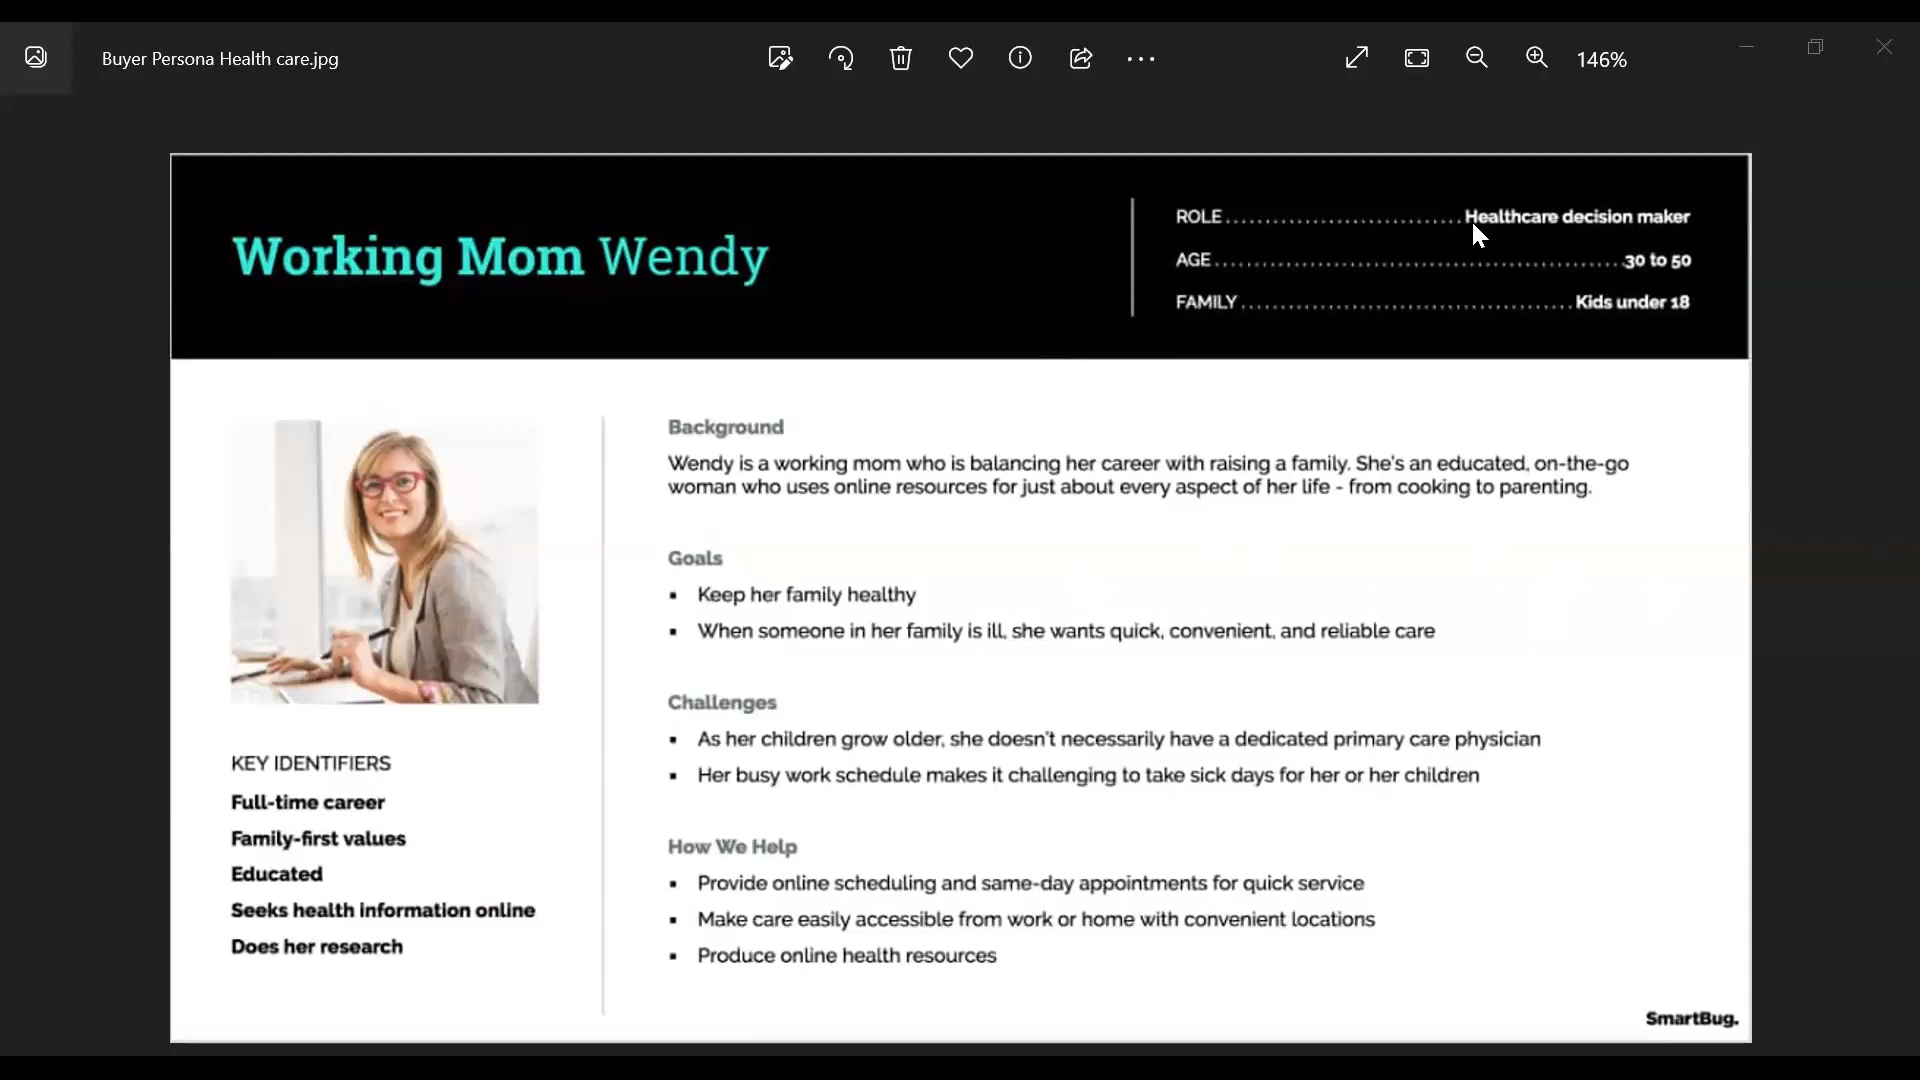 Buyer Persona Health care.jpg
146%
Working Mom Wendy
ROLE..............................Healthcare decision maker
AGE....................................................30 to 50
FAMILY..........................................Kids under 18
Background
Wendy is a working mom who is balancing her career with raising a family. She's an educated, on-the-go
woman who uses online resources for just about every aspect of her life - from cooking to parenting.
Goals
▪ Keep her family healthy
▪ When someone in her family is ill, she wants quick, convenient, and reliable care
Challenges
▪ As her children grow older, she doesn't necessarily have a dedicated primary care physician
▪ Her busy work schedule makes it challenging to take sick days for her or her children
How We Help
▪ Provide online scheduling and same-day appointments for quick service
▪ Make care easily accessible from work or home with convenient locations
▪ Produce online health resources
KEY IDENTIFIERS
Full-time career
Family-first values
Educated
Seeks health information online
Does her research
SmartBug.